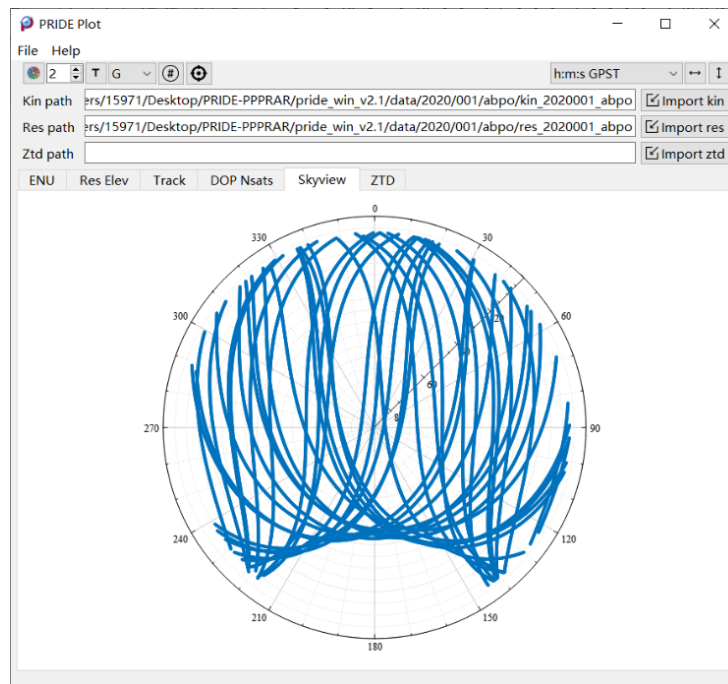 PRIDE Plot
File Help
2 T G # h:m:s GPST
Kin path ers/15971/Desktop/PRIDE-PPPRAR/pride_win_v2.1/data/2020/001/abpo/kin_2020001_abpo Import kin
Res path ers/15971/Desktop/PRIDE-PPPRAR/pride_win_v2.1/data/2020/001/abpo/res_2020001_abpo Import res
Ztd path Import ztd
ENU Res Elev Track DOP Nsats Skyview ZTD
0
330 30
300 60
20
60
270 90
240 120
210 150
180